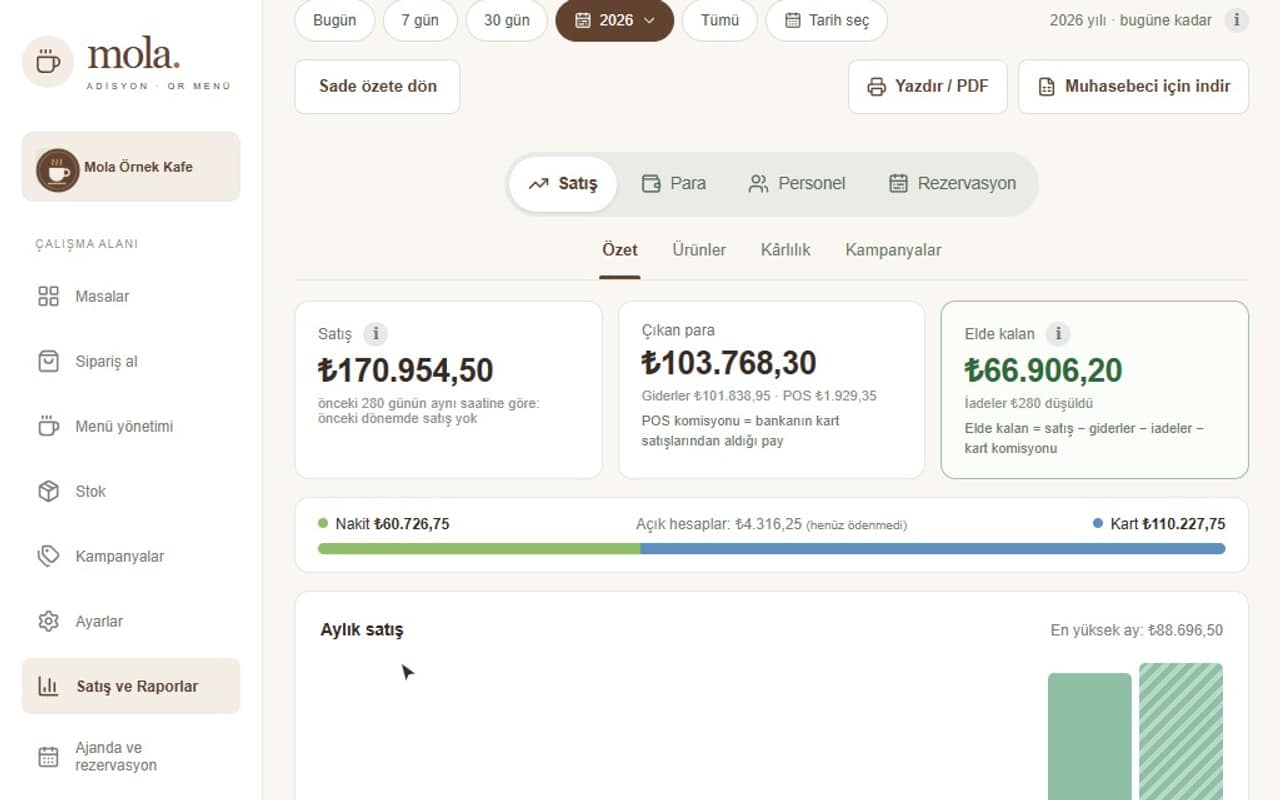 mola.
ADİSYON · QR MENÜ
Mola Örnek Kafe
ÇALIŞMA ALANI
Masalar
Sipariş al
Menü yönetimi
Stok
Kampanyalar
Ayarlar
Satış ve Raporlar
Ajanda ve
rezervasyon
Bugün
7 gün
30 gün
2026
Tümü
Tarih seç
2026 yılı · bugüne kadar
i
Sade özete dön
Yazdır / PDF
Muhasebeci için indir
Satış
Para
Personel
Rezervasyon
Özet
Ürünler
Kârlılık
Kampanyalar
Satış i
₺170.954,50
önceki 280 günün aynı saatine göre:
önceki dönemde satış yok
Çıkan para
₺103.768,30
Giderler ₺101.838,95 · POS ₺1.929,35
POS komisyonu = bankanın kart
satışlarından aldığı pay
Elde kalan i
₺66.906,20
İadeler ₺280 düşüldü
Elde kalan = satış − giderler − iadeler −
kart komisyonu
Nakit ₺60.726,75
Açık hesaplar: ₺4.316,25 (henüz ödenmedi)
Kart ₺110.227,75
Aylık satış
En yüksek ay: ₺88.696,50